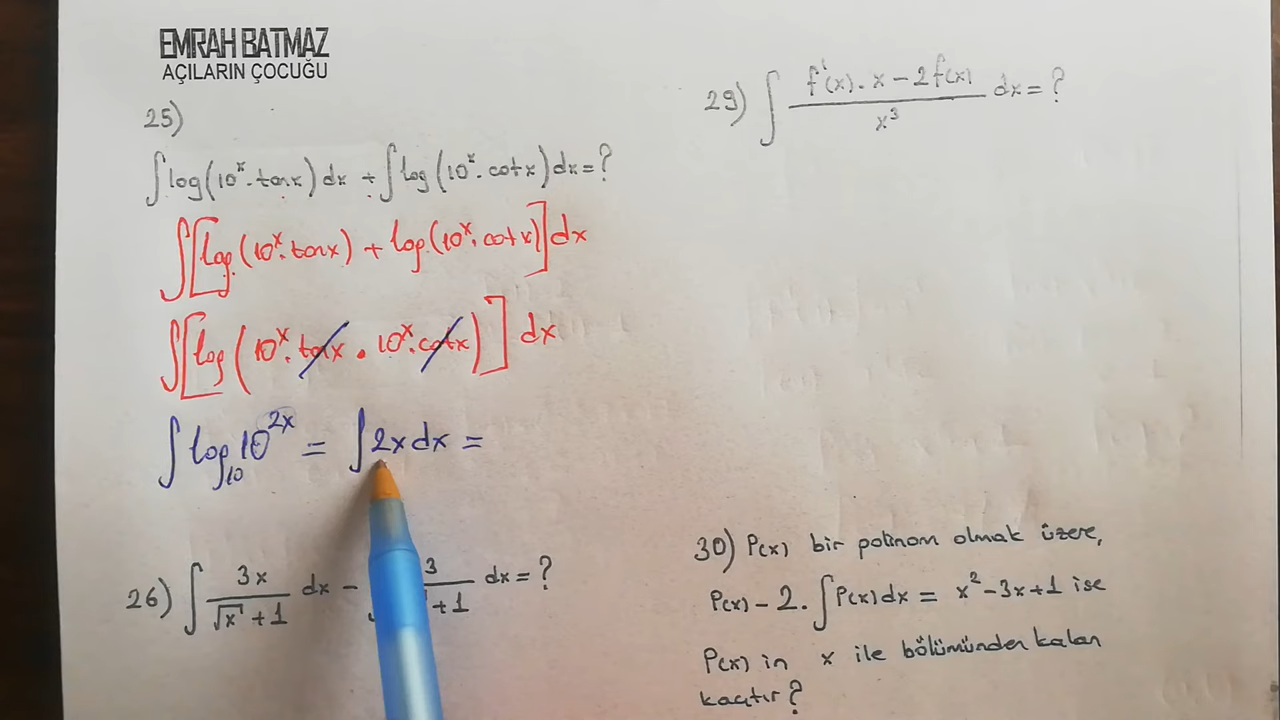 EMRAH BATMAZ
AÇILARIN ÇOCUĞU
25)
∫log(10ˣ.tanx)dx + ∫log(10ˣ.cotx)dx=?
∫[log(10ˣ.tanx) + log(10ˣ.cotx)]dx
∫[log(10ˣ.tanx . 10ˣ.cotx)]dx
∫log₁₀10²ˣ = ∫2xdx =
26) ∫ 3x/(√x+1) dx - 3/ +1 dx=?
29) ∫ (f'(x).x-2f(x))/x³ dx=?
30) P(x) bir polinom olmak üzere,
P(x)-2.∫P(x)dx = x²-3x+1 ise
P(x) in x ile bölümünden kalan
kaçtır?